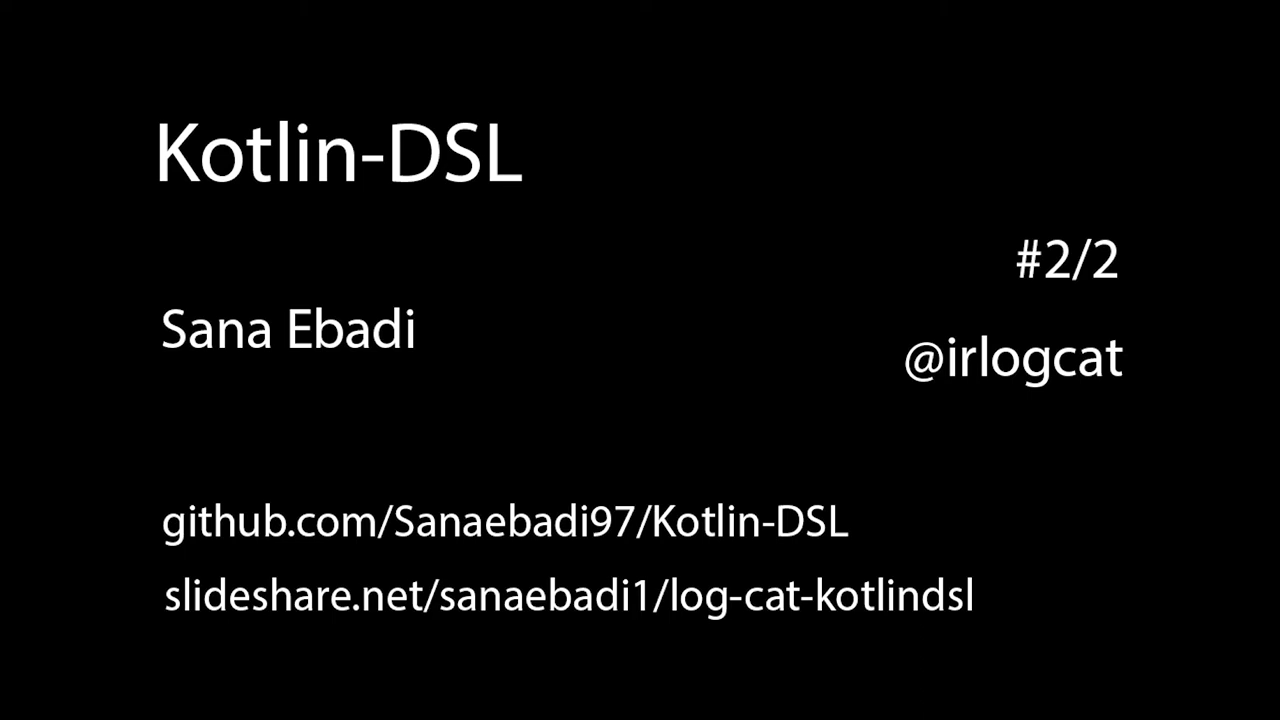 Kotlin-DSL
#2/2
Sana Ebadi
@irlogcat
github.com/Sanaebadi97/Kotlin-DSL
slideshare.net/sanaebadi1/log-cat-kotlindsl